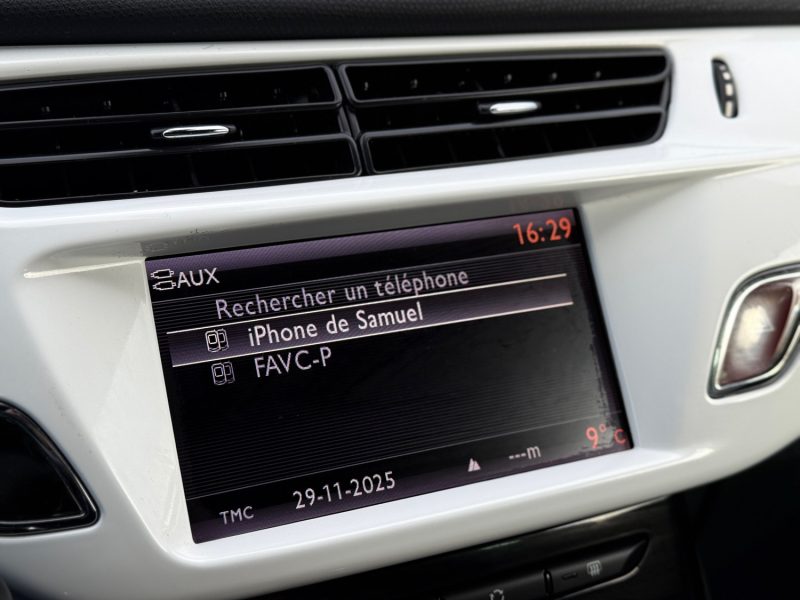 16:29
AUX
Rechercher un téléphone
iPhone de Samuel
FAVC-P
9° C
TMC 29-11-2025 ---m